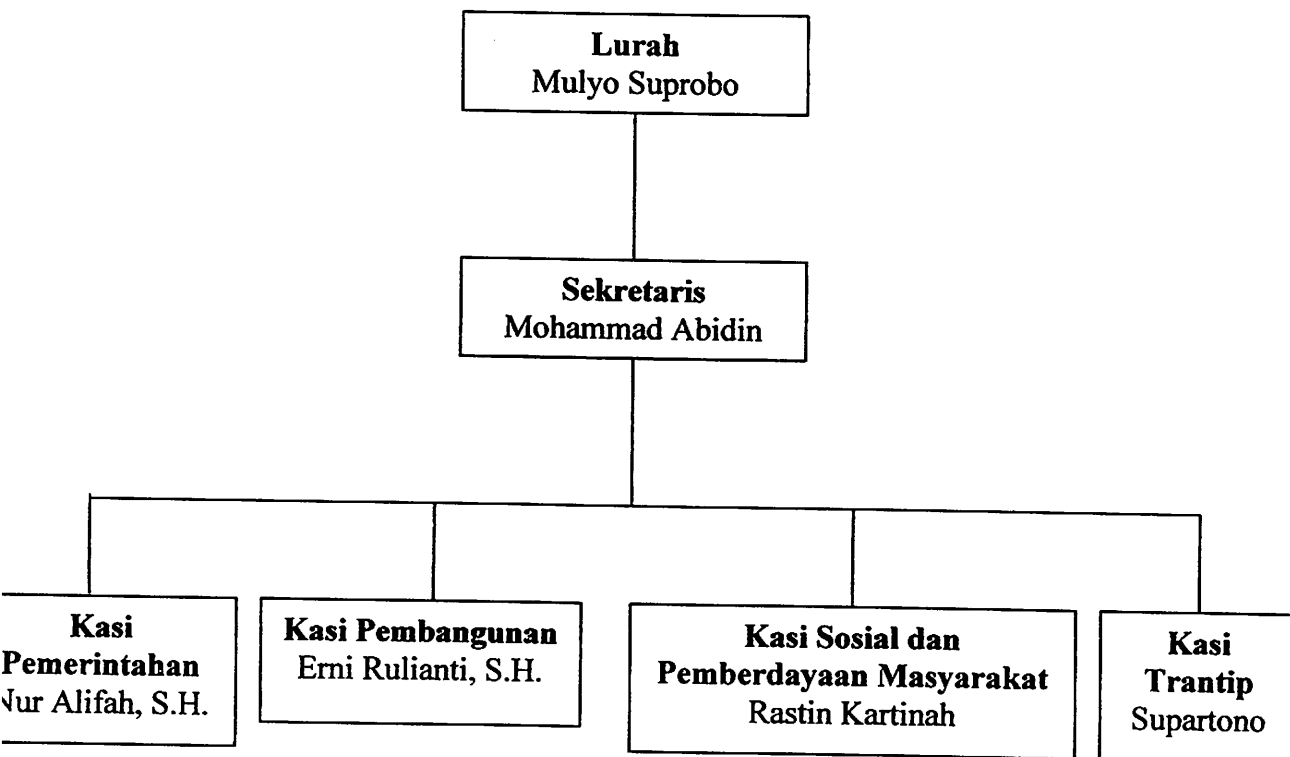 Lurah
Mulyo Suprobo
Sekretaris
Mohammad Abidin
Kasi
Pemerintahan
Nur Alifah, S.H.
Kasi Pembangunan
Erni Rulianti, S.H.
Kasi Sosial dan
Pemberdayaan Masyarakat
Rastin Kartinah
Kasi
Trantip
Supartono